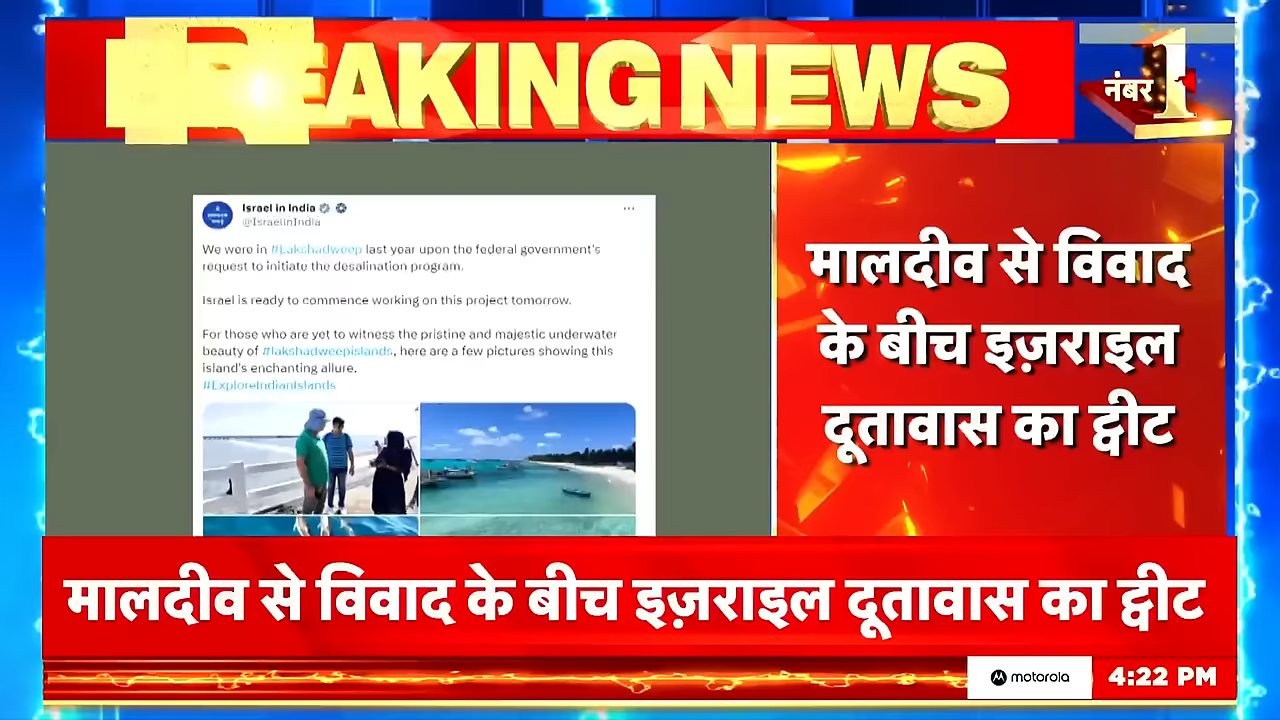 BREAKING NEWS
नंबर 1
Israel in India
@IsraelinIndia
We were in #Lakshadweep last year upon the federal government's
request to initiate the desalination program.
Israel is ready to commence working on this project tomorrow.
For those who are yet to witness the pristine and majestic underwater
beauty of #lakshadweepislands, here are a few pictures showing this
island's enchanting allure.
#ExploreIndianIslands
मालदीव से विवाद
के बीच इज़राइल
दूतावास का ट्वीट
मालदीव से विवाद के बीच इज़राइल दूतावास का ट्वीट
motorola
4:22 PM